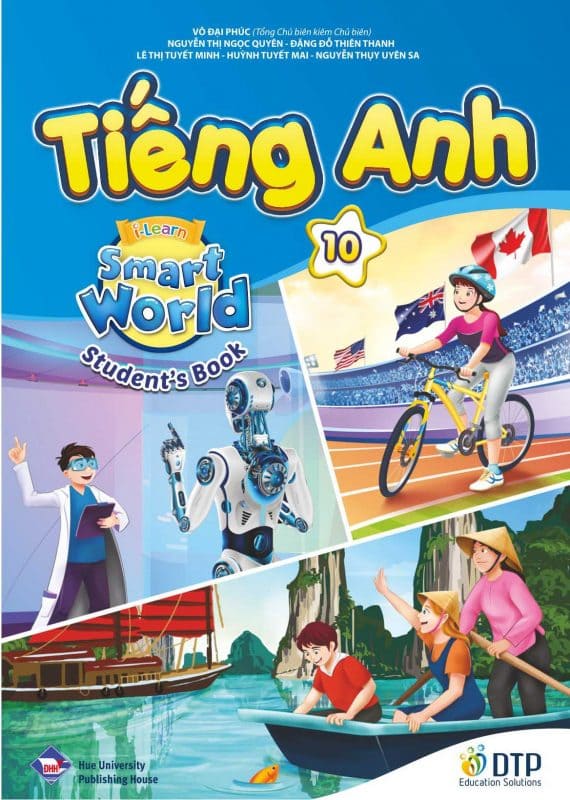 VÕ ĐẠI PHÚC (Tổng Chủ biên kiêm Chủ biên)
NGUYỄN THỊ NGỌC QUYÊN - ĐẶNG ĐỖ THIÊN THANH
LÊ THỊ TUYẾT MINH - HUỲNH TUYẾT MAI - NGUYỄN THỤY UYÊN SA
Tiếng Anh
10
i-Learn
Smart
World
Student's Book
DHH
Hue University
Publishing House
DTP
Education Solutions